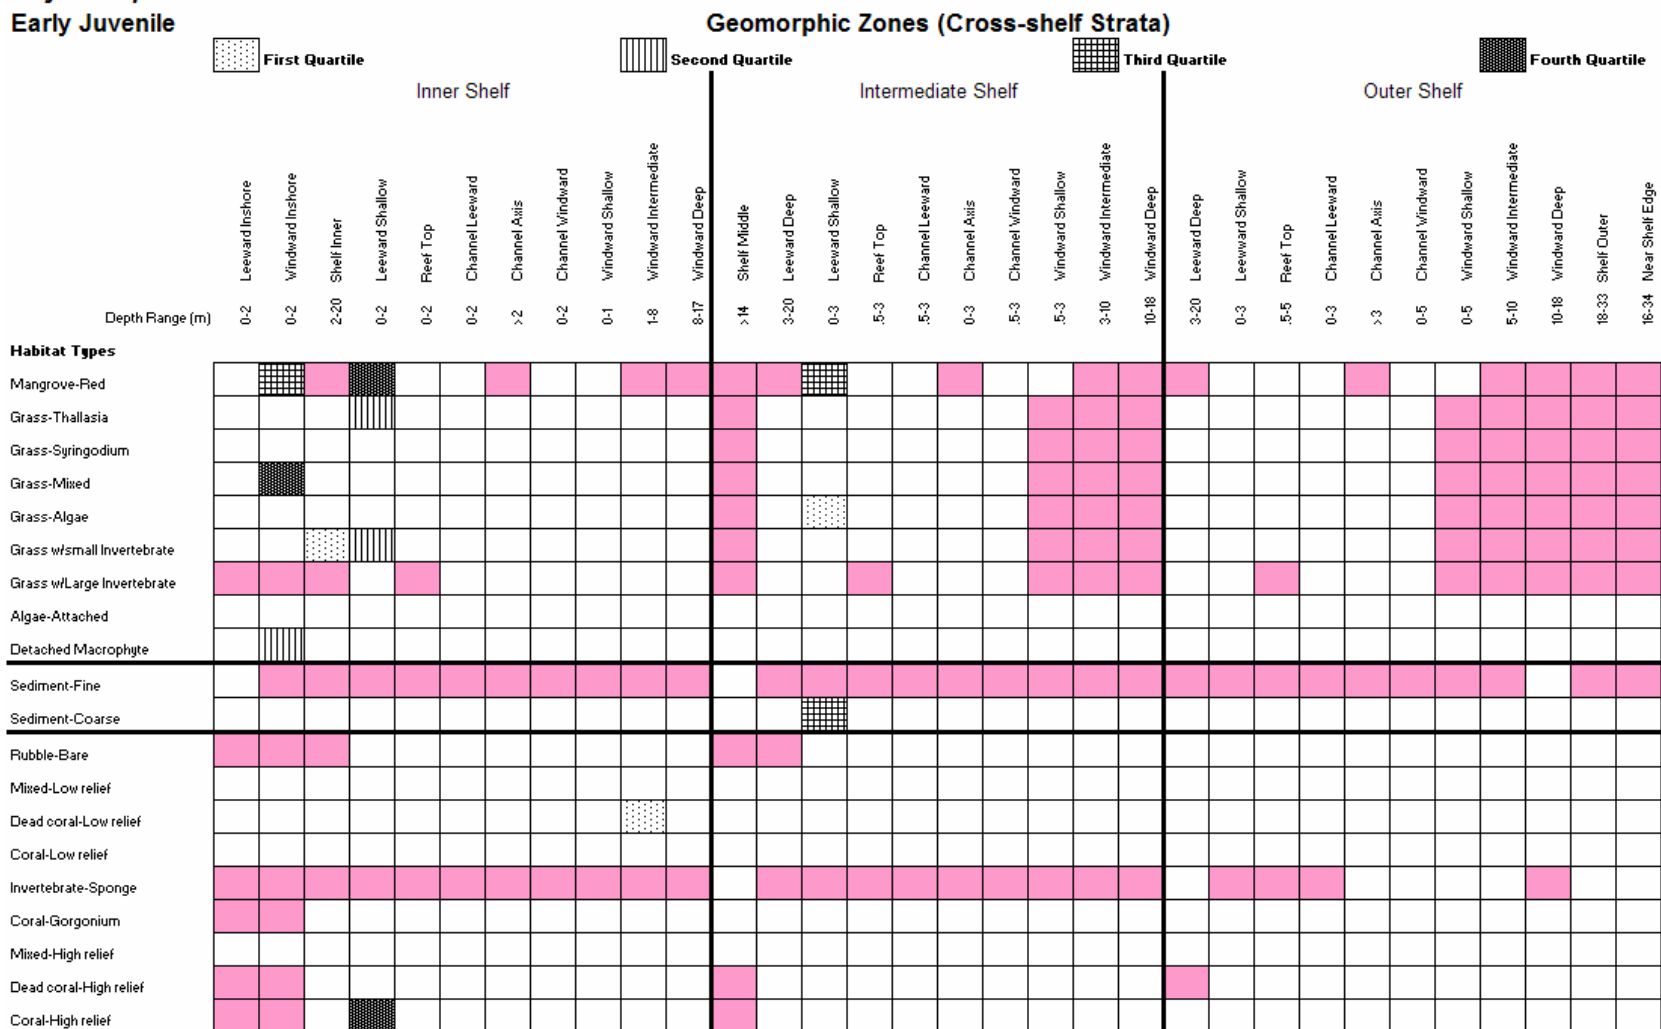 Early Juvenile
Geomorphic Zones (Cross-shelf Strata)
First Quartile
Second Quartile
Third Quartile
Fourth Quartile
Inner Shelf
Intermediate Shelf
Outer Shelf
Leeward Inshore
Windward Inshore
Shelf Inner
Leeward Shallow
Reef Top
Channel Leeward
Channel Axis
Channel Windward
Windward Shallow
Windward Intermediate
Windward Deep
Shelf Middle
Leeward Deep
Leeward Shallow
Reef Top
Channel Leeward
Channel Axis
Channel Windward
Windward Shallow
Windward Intermediate
Windward Deep
Leeward Deep
Leeward Shallow
Reef Top
Channel Leeward
Channel Axis
Channel Windward
Windward Shallow
Windward Intermediate
Windward Deep
Shelf Outer
Near Shelf Edge
Depth Range (m) 0-2 0-2 2-20 0-2 0-2 0-2 >2 0-2 0-1 1-8 8-17 >14 3-20 0-3 .5-3 .5-3 0-3 .5-3 .5-3 3-10 10-18 3-20 0-3 .5-5 0-3 >3 0-5 0-5 5-10 10-18 18-33 16-34
Habitat Types
Mangrove-Red
Grass-Thallasia
Grass-Syringodium
Grass-Mixed
Grass-Algae
Grass w/small Invertebrate
Grass w/Large Invertebrate
Algae-Attached
Detached Macrophyte
Sediment-Fine
Sediment-Coarse
Rubble-Bare
Mixed-Low relief
Dead coral-Low relief
Coral-Low relief
Invertebrate-Sponge
Coral-Gorgonium
Mixed-High relief
Dead coral-High relief
Coral-High relief